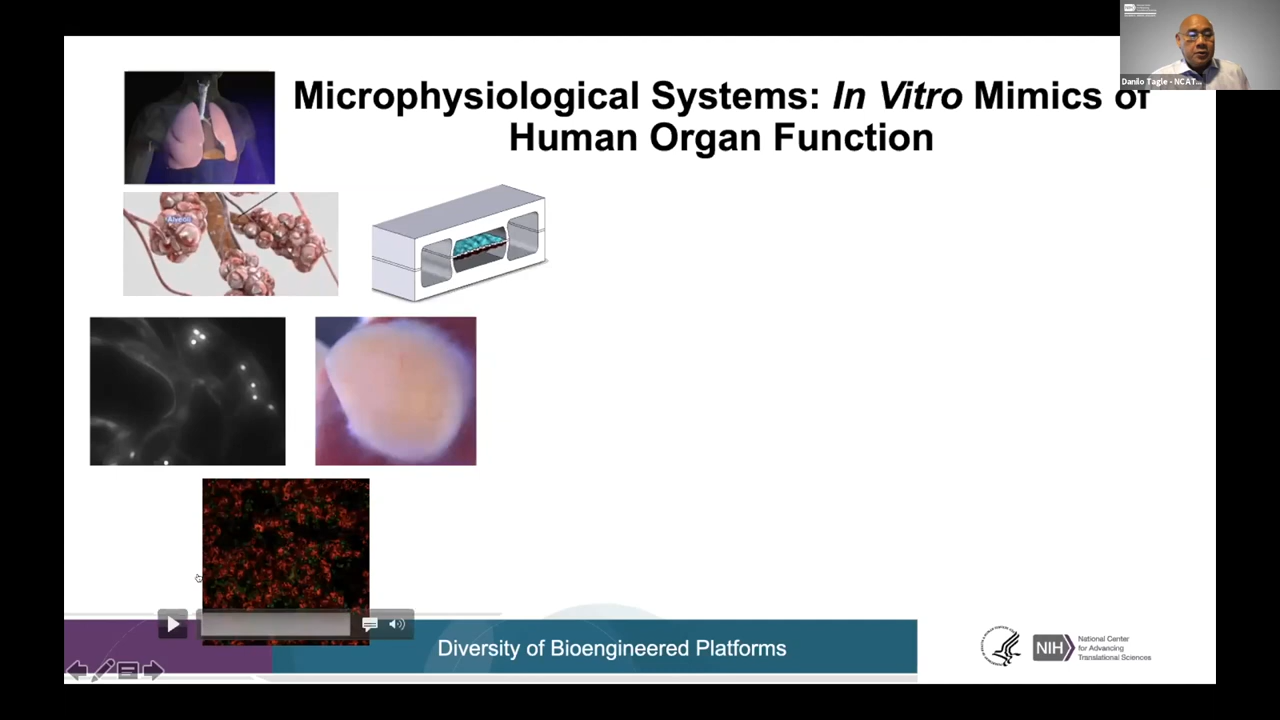 Microphysiological Systems: In Vitro Mimics of
Human Organ Function
Danilo Tagle - NCAT...
Alveoli
Diversity of Bioengineered Platforms
NIH
National Center
for Advancing
Translational Sciences